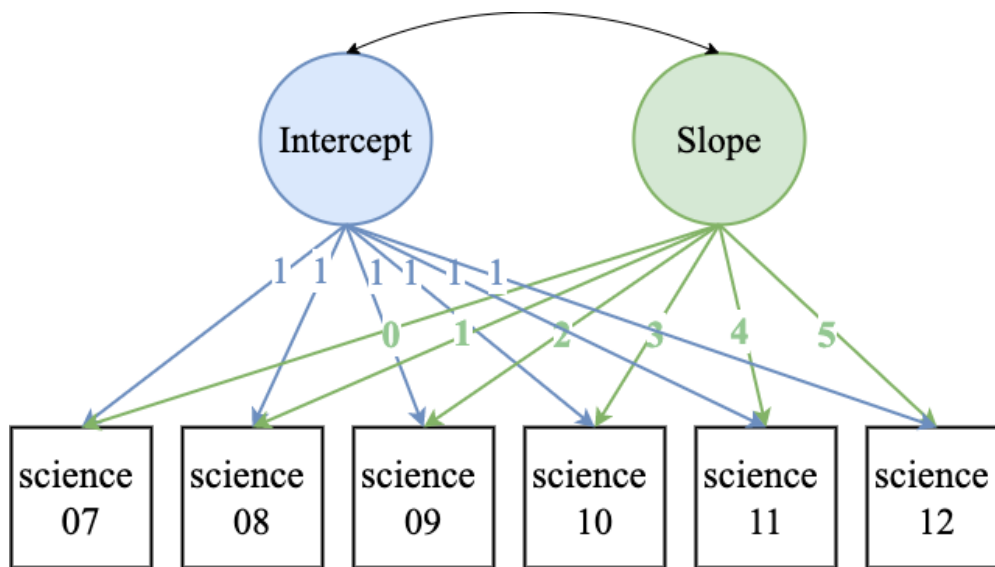 Intercept
Slope
1 1 1 1 1 1
0 1 2 3 4 5
science science science science science science
07 08 09 10 11 12